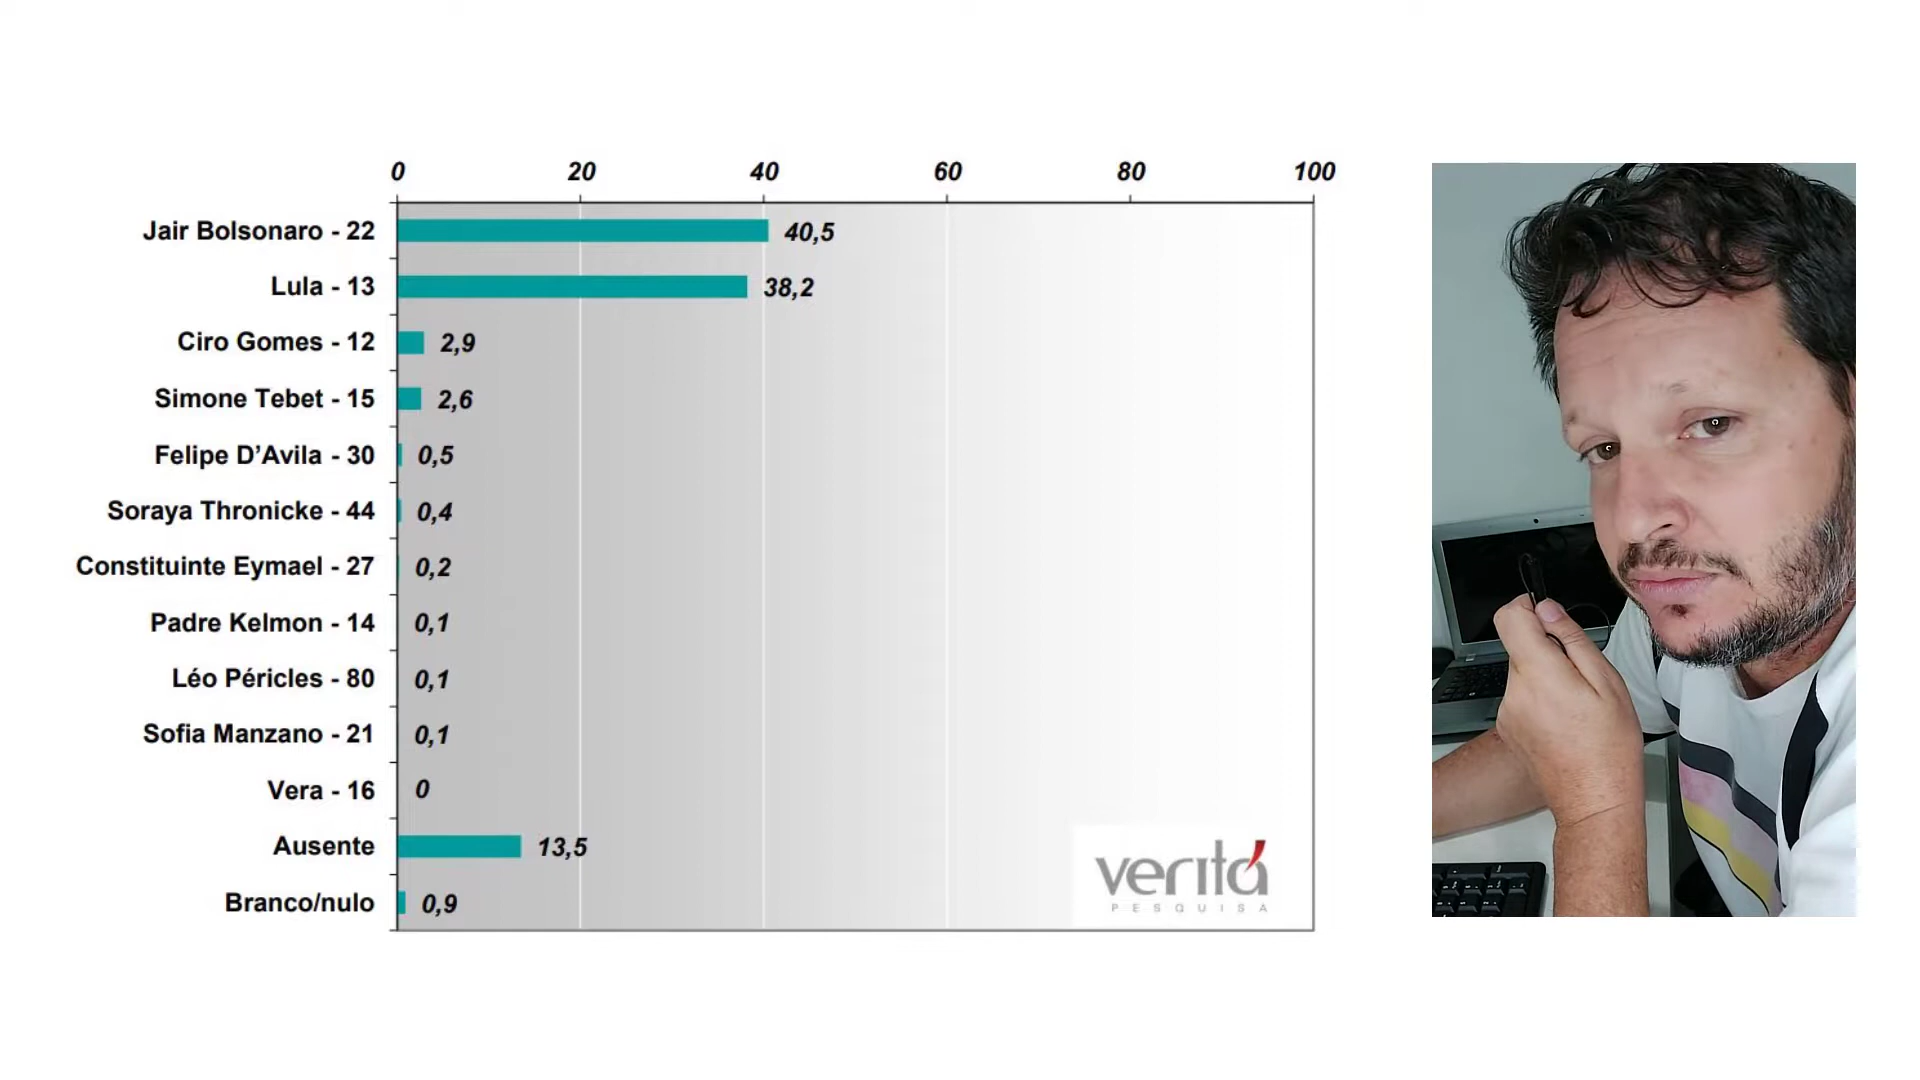 0 20 40 60 80 100
Jair Bolsonaro - 22 40,5
Lula - 13 38,2
Ciro Gomes - 12 2,9
Simone Tebet - 15 2,6
Felipe D’Avila - 30 0,5
Soraya Thronicke - 44 0,4
Constituinte Eymael - 27 0,2
Padre Kelmon - 14 0,1
Léo Péricles - 80 0,1
Sofia Manzano - 21 0,1
Vera - 16 0
Ausente 13,5
Branco/nulo 0,9
veritá
PESQUISA